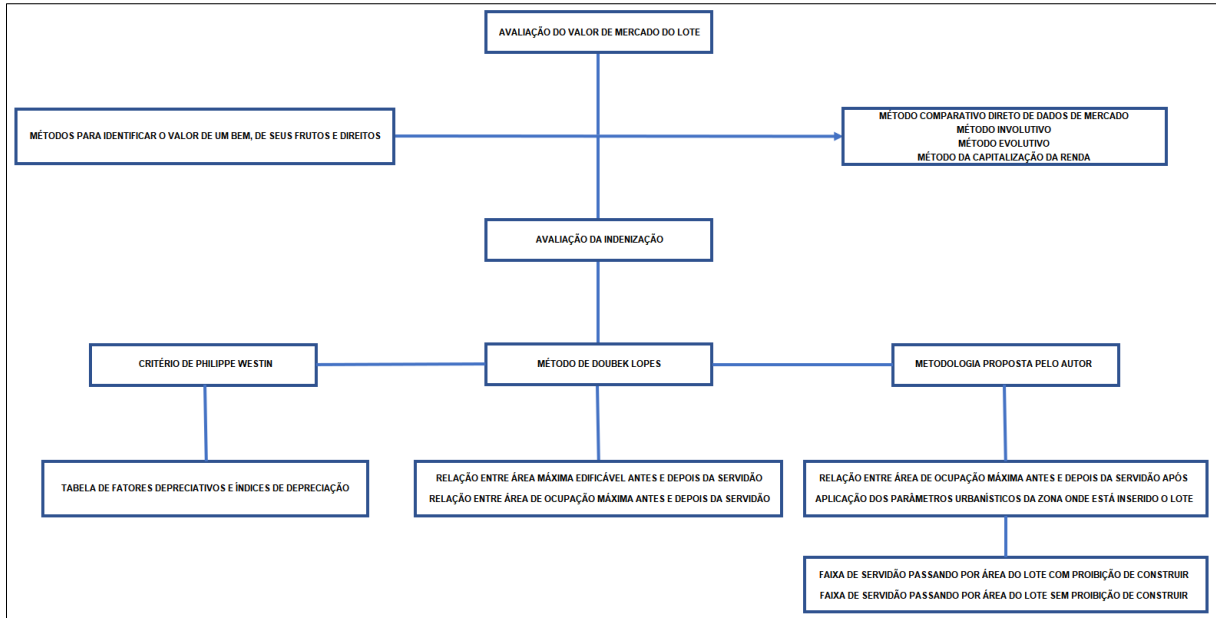 AVALIAÇÃO DO VALOR DE MERCADO DO LOTE
MÉTODOS PARA IDENTIFICAR O VALOR DE UM BEM, DE SEUS FRUTOS E DIREITOS
MÉTODO COMPARATIVO DIRETO DE DADOS DE MERCADO
MÉTODO INVOLUTIVO
MÉTODO EVOLUTIVO
MÉTODO DA CAPITALIZAÇÃO DA RENDA
AVALIAÇÃO DA INDENIZAÇÃO
CRITÉRIO DE PHILIPPE WESTIN
MÉTODO DE DOUBEK LOPES
METODOLOGIA PROPOSTA PELO AUTOR
TABELA DE FATORES DEPRECIATIVOS E ÍNDICES DE DEPRECIAÇÃO
RELAÇÃO ENTRE ÁREA MÁXIMA EDIFICÁVEL ANTES E DEPOIS DA SERVIDÃO
RELAÇÃO ENTRE ÁREA DE OCUPAÇÃO MÁXIMA ANTES E DEPOIS DA SERVIDÃO
RELAÇÃO ENTRE ÁREA DE OCUPAÇÃO MÁXIMA ANTES E DEPOIS DA SERVIDÃO APÓS
APLICAÇÃO DOS PARÂMETROS URBANÍSTICOS DA ZONA ONDE ESTÁ INSERIDO O LOTE
FAIXA DE SERVIDÃO PASSANDO POR ÁREA DO LOTE COM PROIBIÇÃO DE CONSTRUIR
FAIXA DE SERVIDÃO PASSANDO POR ÁREA DO LOTE SEM PROIBIÇÃO DE CONSTRUIR